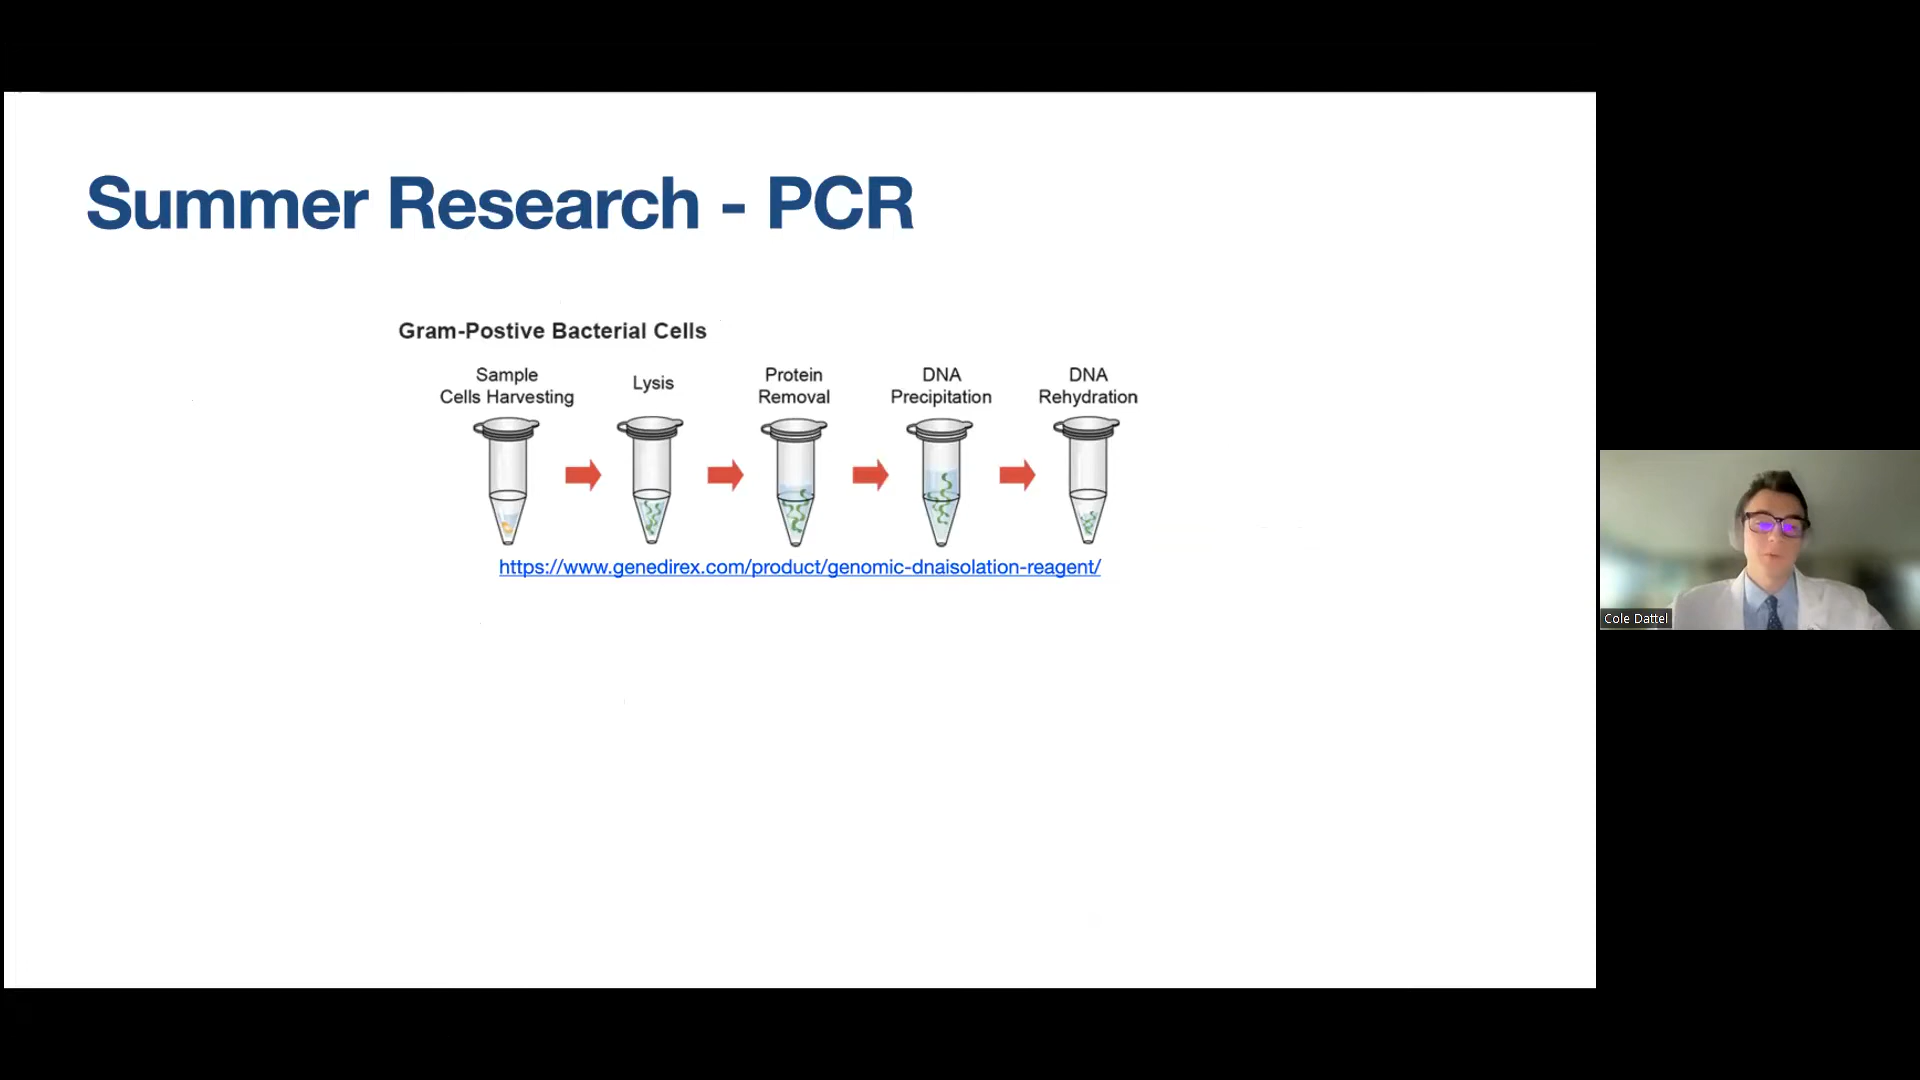 Summer Research - PCR
Gram-Postive Bacterial Cells
Sample
Cells Harvesting
Lysis
Protein
Removal
DNA
Precipitation
DNA
Rehydration
https://www.genedirex.com/product/genomic-dnaisolation-reagent/
Cole Dattel